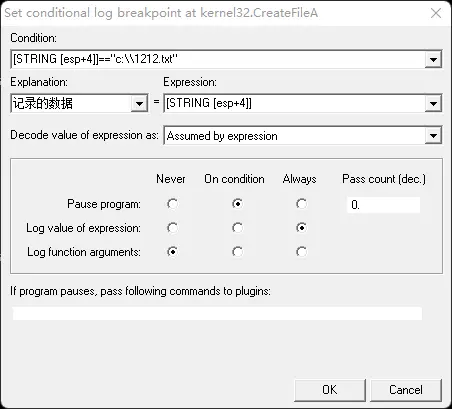 Set conditional log breakpoint at kernel32.CreateFileA
Condition:
[STRING [esp+4]]=="c:\\1212.txt"
Explanation: Expression:
记录的数据 = [STRING [esp+4]]
Decode value of expression as: Assumed by expression
Never On condition Always Pass count (dec.)
Pause program: 0.
Log value of expression:
Log function arguments:
If program pauses, pass following commands to plugins:
OK Cancel